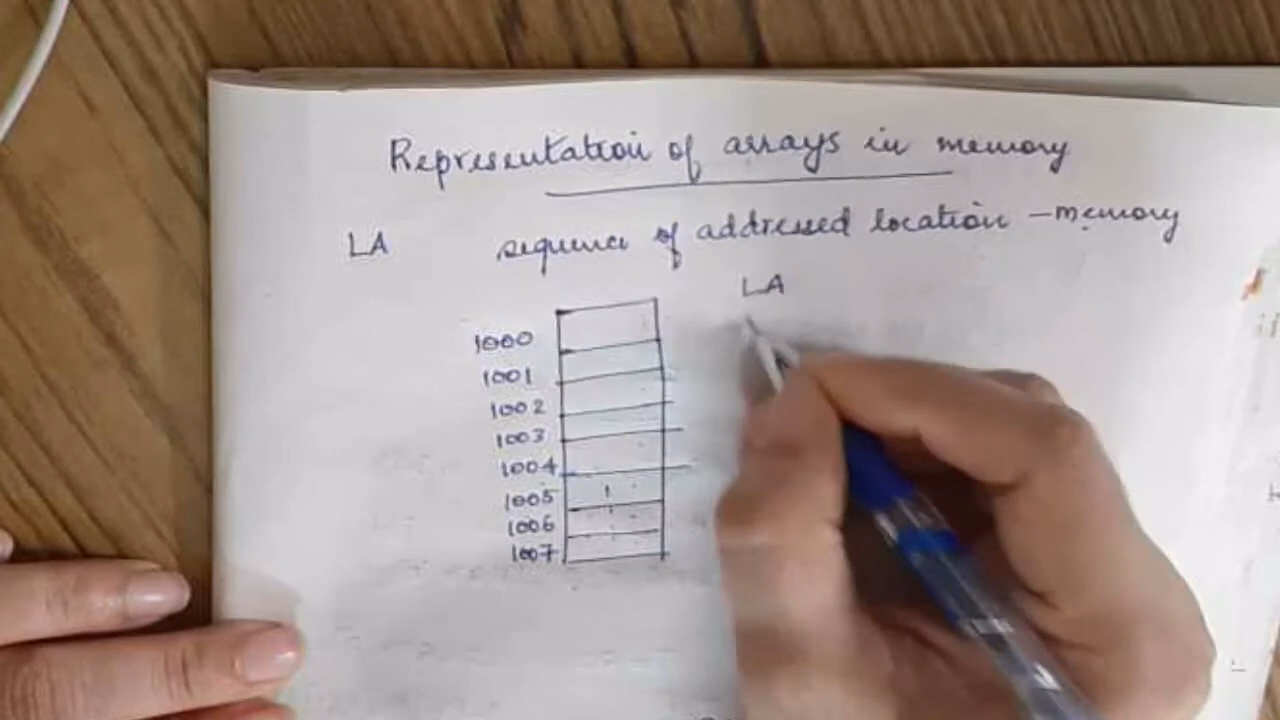 Representation of arrays in memory
LA sequence of addressed location - memory
LA
1000
1001
1002
1003
1004
1005
1006
1007